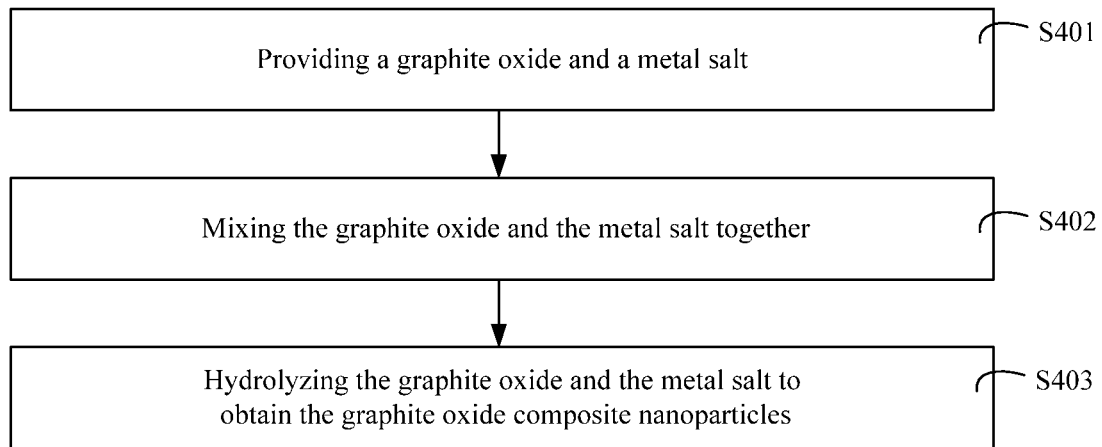 Providing a graphite oxide and a metal salt
S401
Mixing the graphite oxide and the metal salt together
S402
Hydrolyzing the graphite oxide and the metal salt to
obtain the graphite oxide composite nanoparticles
S403